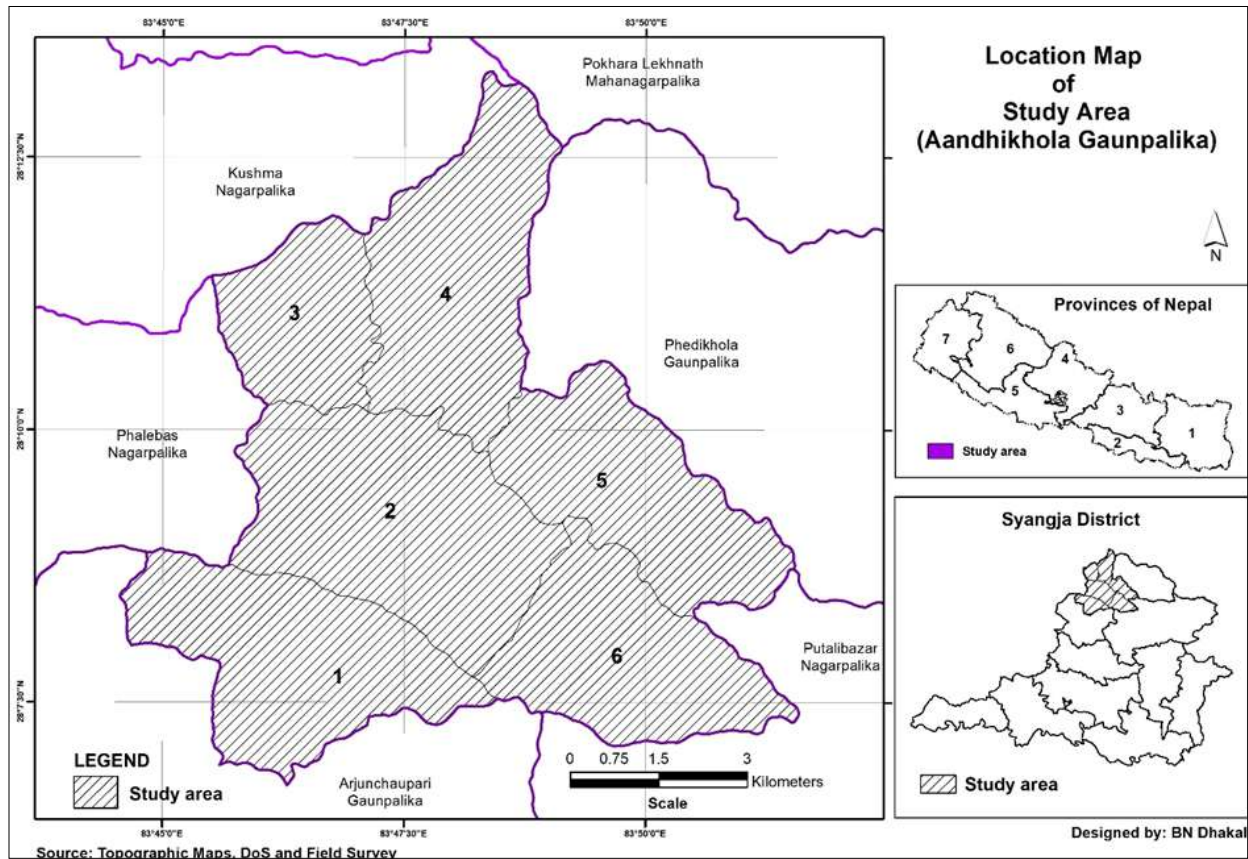 83°45'0"E 83°47'30"E 83°50'0"E
Location Map
of
Study Area
(Aandhikhola Gaunpalika)
Pokhara Lekhnath
Mahanagarpalika
28°12'30"N
Kushma
Nagarpalika
N
3
4
Phedikhola
Gaunpalika
Provinces of Nepal
7
6
4
5
3
2
1
Study area
28°10'0"N
Phalebas
Nagarpalika
5
2
Syangja District
Putalibazar
Nagarpalika
6
1
28°7'30"N
LEGEND
Study area
0 0.75 1.5 3
Kilometers
Scale
Arjunchaupari
Gaunpalika
Study area
83°45'0"E 83°47'30"E 83°50'0"E
Designed by: BN Dhakal
Source: Topographic Maps, DoS and Field Survey